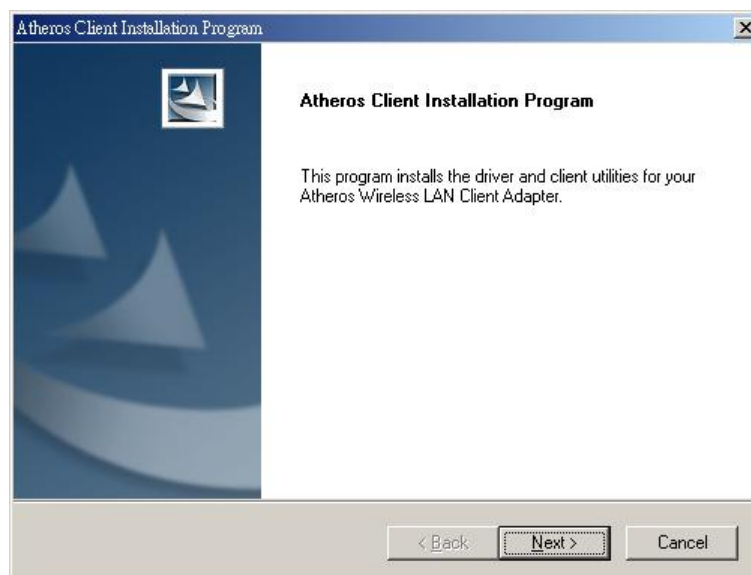 Atheros Client Installation Program
Atheros Client Installation Program
This program installs the driver and client utilities for your
Atheros Wireless LAN Client Adapter.
< Back Next > Cancel